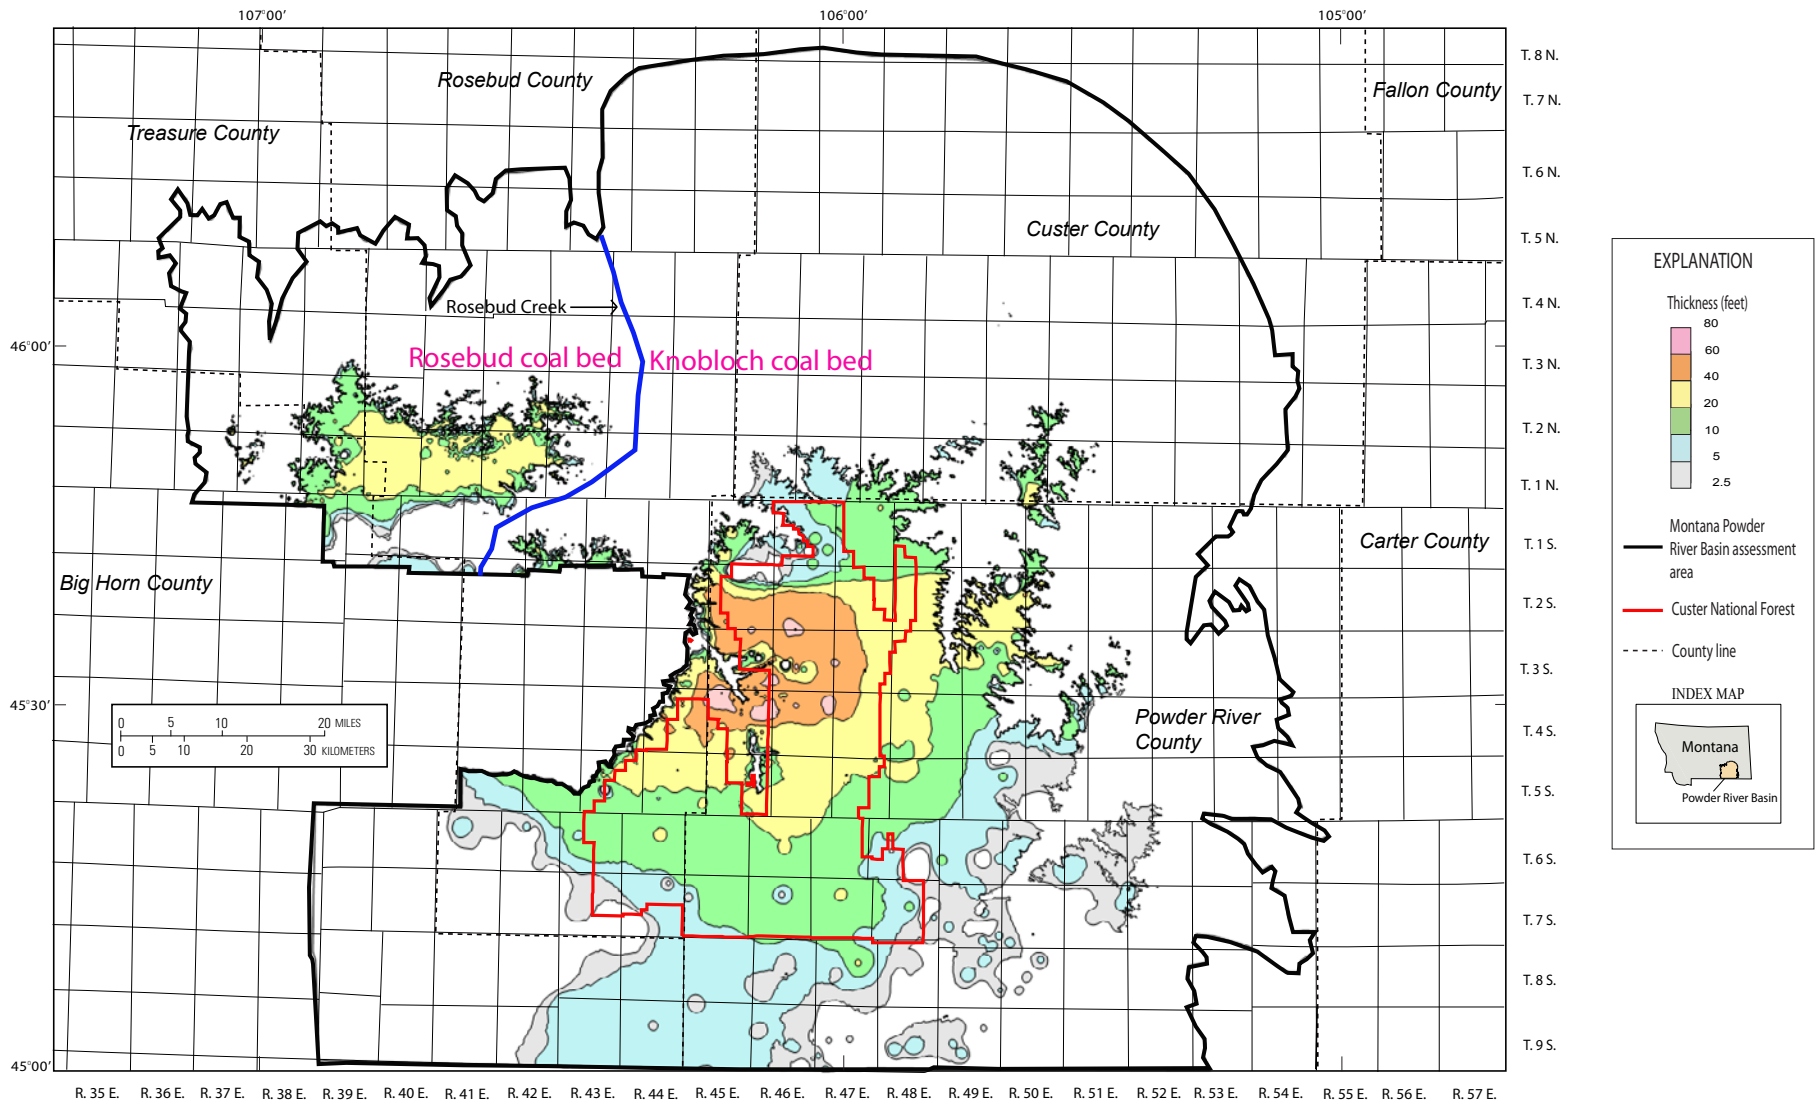 107°00′ 106°00′ 105°00′
T. 8 N.
Rosebud County
Fallon County
T. 7 N.
Treasure County
T. 6 N.
Custer County
T. 5 N.
EXPLANATION
Thickness (feet)
80
60
40
20
10
5
2.5
Montana Powder
River Basin assessment
area
Custer National Forest
County line
INDEX MAP
Montana
Powder River Basin
Rosebud Creek
T. 4 N.
46°00′
Rosebud coal bed
Knobloch coal bed
T. 3 N.
T. 2 N.
T. 1 N.
Carter County
T. 1 S.
Big Horn County
T. 2 S.
T. 3 S.
45°30′
0 5 10 20 MILES
0 5 10 20 30 KILOMETERS
Powder River
County
T. 4 S.
T. 5 S.
T. 6 S.
T. 7 S.
T. 8 S.
T. 9 S.
45°00′
R. 35 E. R. 36 E. R. 37 E. R. 38 E. R. 39 E. R. 40 E. R. 41 E. R. 42 E. R. 43 E. R. 44 E. R. 45 E. R. 46 E. R. 47 E. R. 48 E. R. 49 E. R. 50 E. R. 51 E. R. 52 E. R. 53 E. R. 54 E. R. 55 E. R. 56 E. R. 57 E.